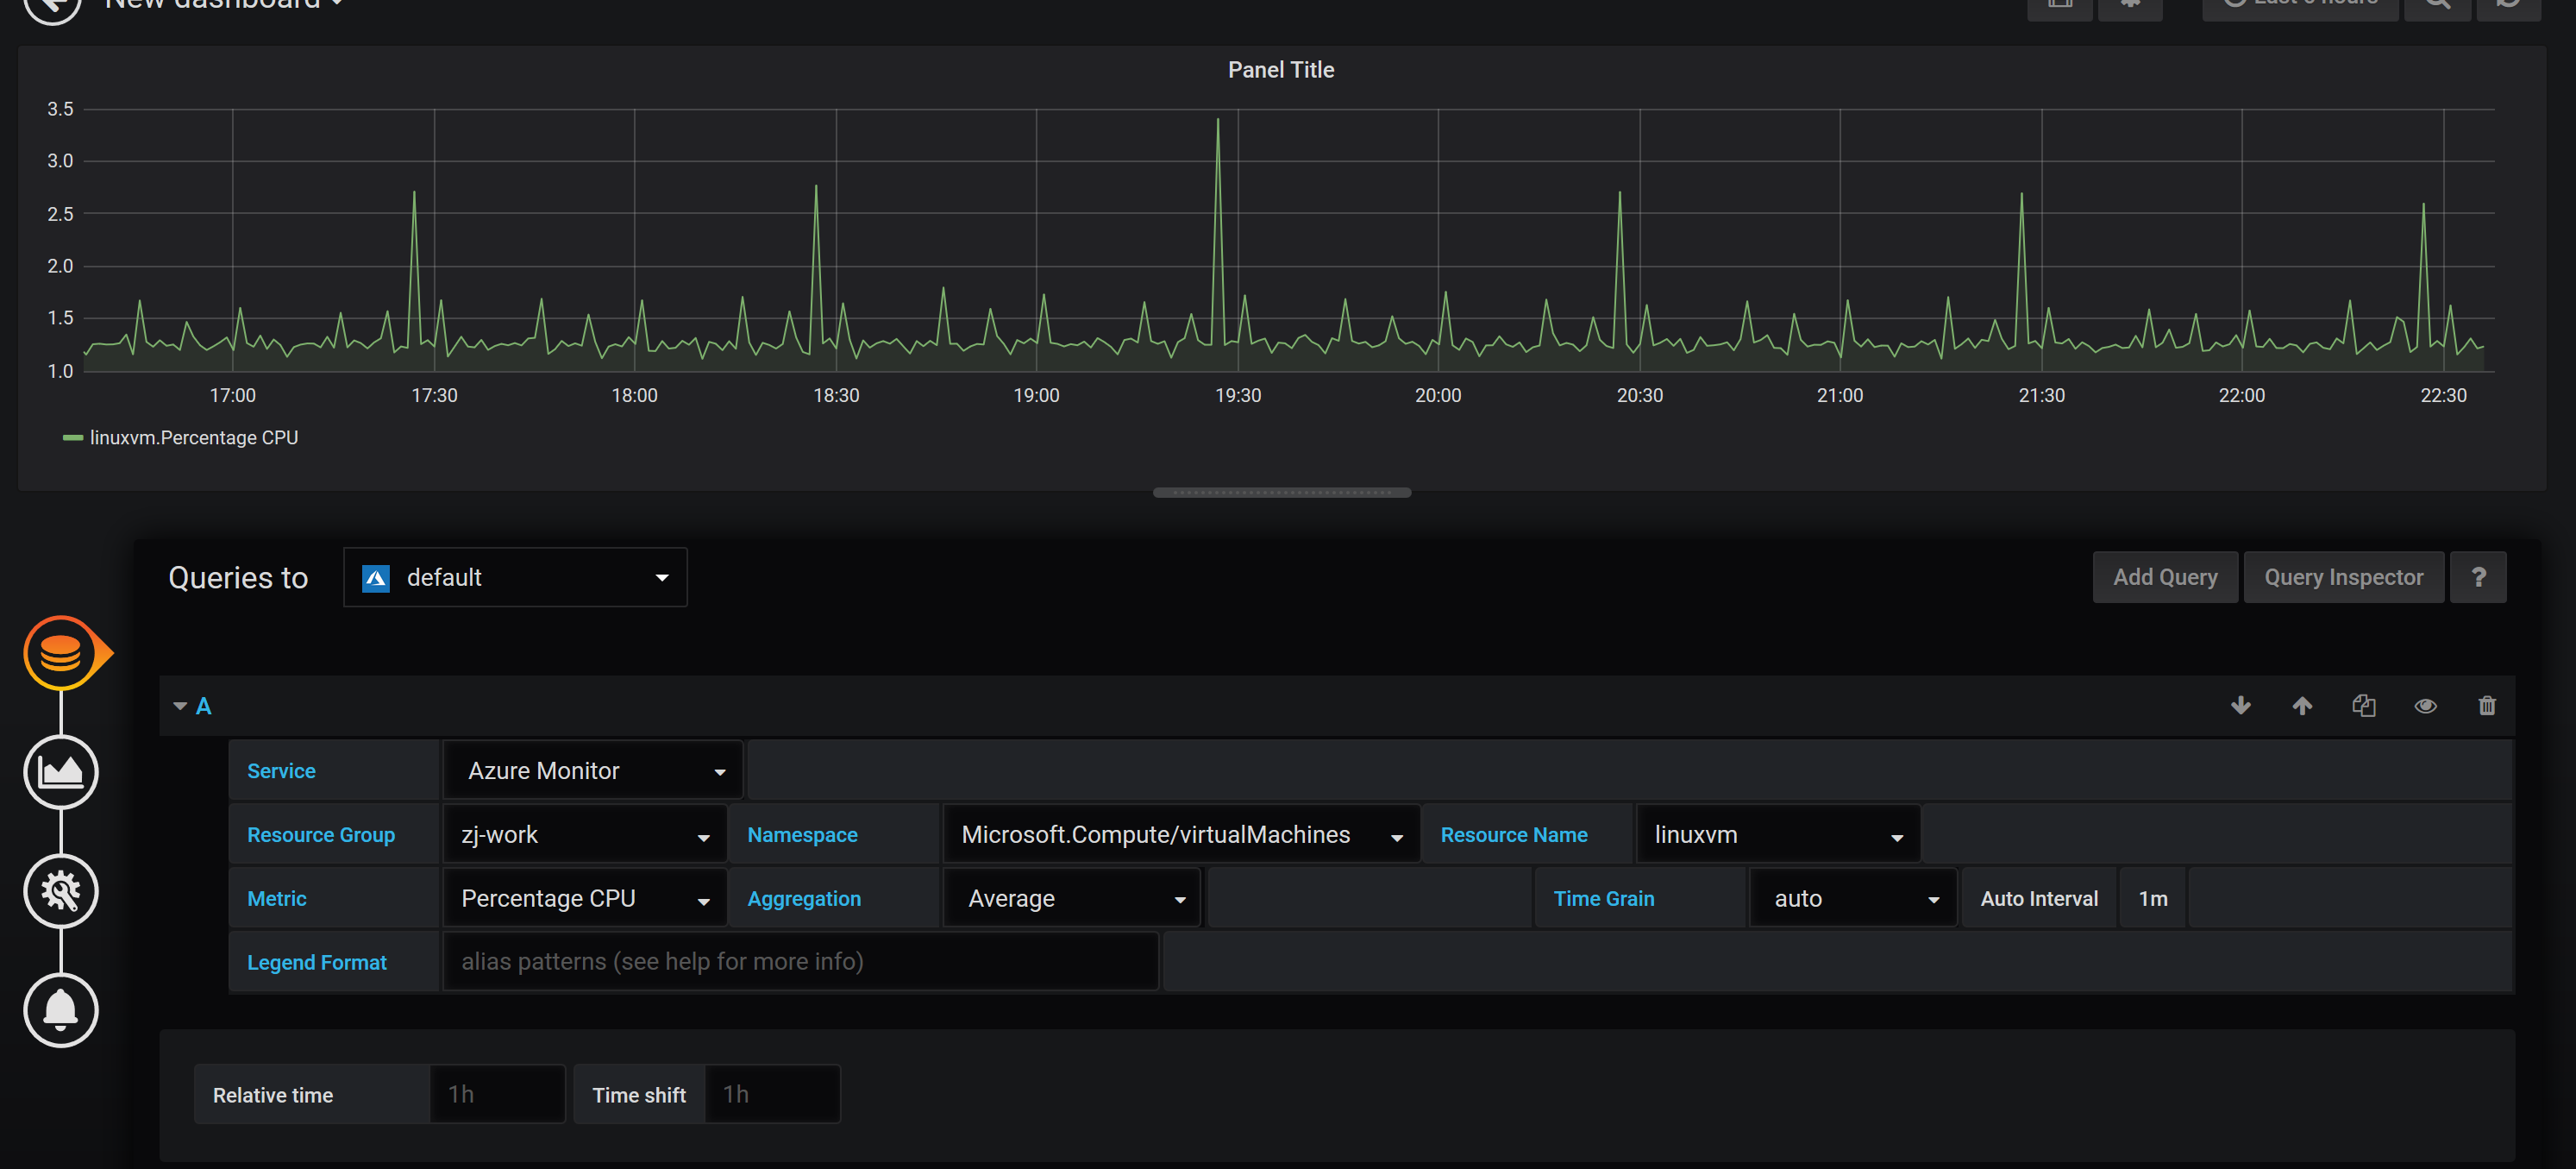 New dashboard
Last 6 hours
Panel Title
3.5
3.0
2.5
2.0
1.5
1.0
17:00 17:30 18:00 18:30 19:00 19:30 20:00 20:30 21:00 21:30 22:00 22:30
linuxvm.Percentage CPU
Queries to default Add Query Query Inspector ?
A
Service Azure Monitor
Resource Group zj-work Namespace Microsoft.Compute/virtualMachines Resource Name linuxvm
Metric Percentage CPU Aggregation Average Time Grain auto Auto Interval 1m
Legend Format alias patterns (see help for more info)
Relative time 1h Time shift 1h